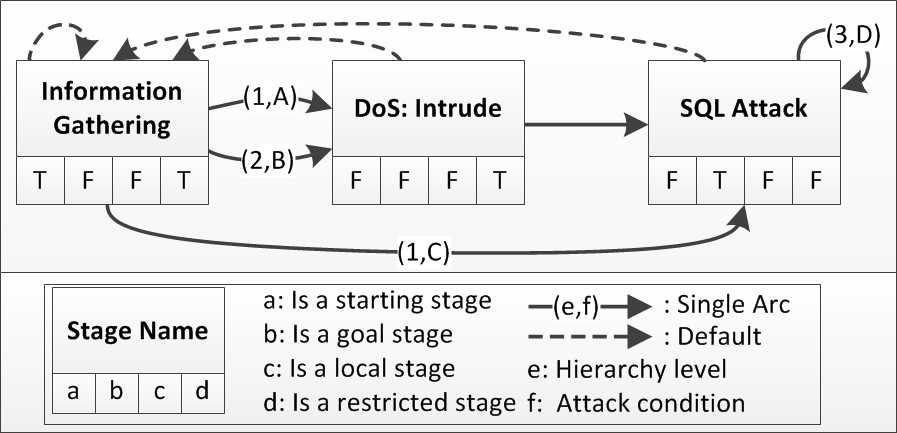 (3,D)
Information
Gathering
(1,A)
DoS: Intrude
SQL Attack
(2,B)
T F F T
F F F T
F T F F
(1,C)
Stage Name
a b c d
a: Is a starting stage
b: Is a goal stage
c: Is a local stage
d: Is a restricted stage
(e,f) : Single Arc
: Default
e: Hierarchy level
f: Attack condition